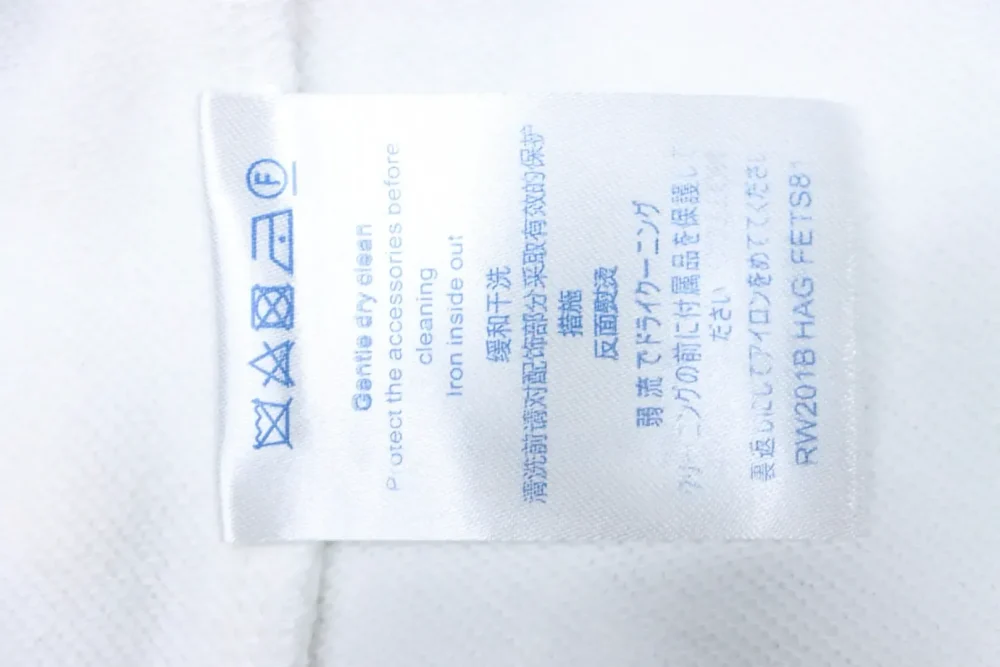 F
Gentle dry clean
Protect the accessories before
cleaning
Iron inside out
缓和干洗
清洗前请对配饰部分采取有效的保护
措施
反面熨烫
弱流でドライクーニング
クリーニングの前に付属品を保護して
ださい
裏返しにしてアイロンをめてください
RW201B HAG FETS81